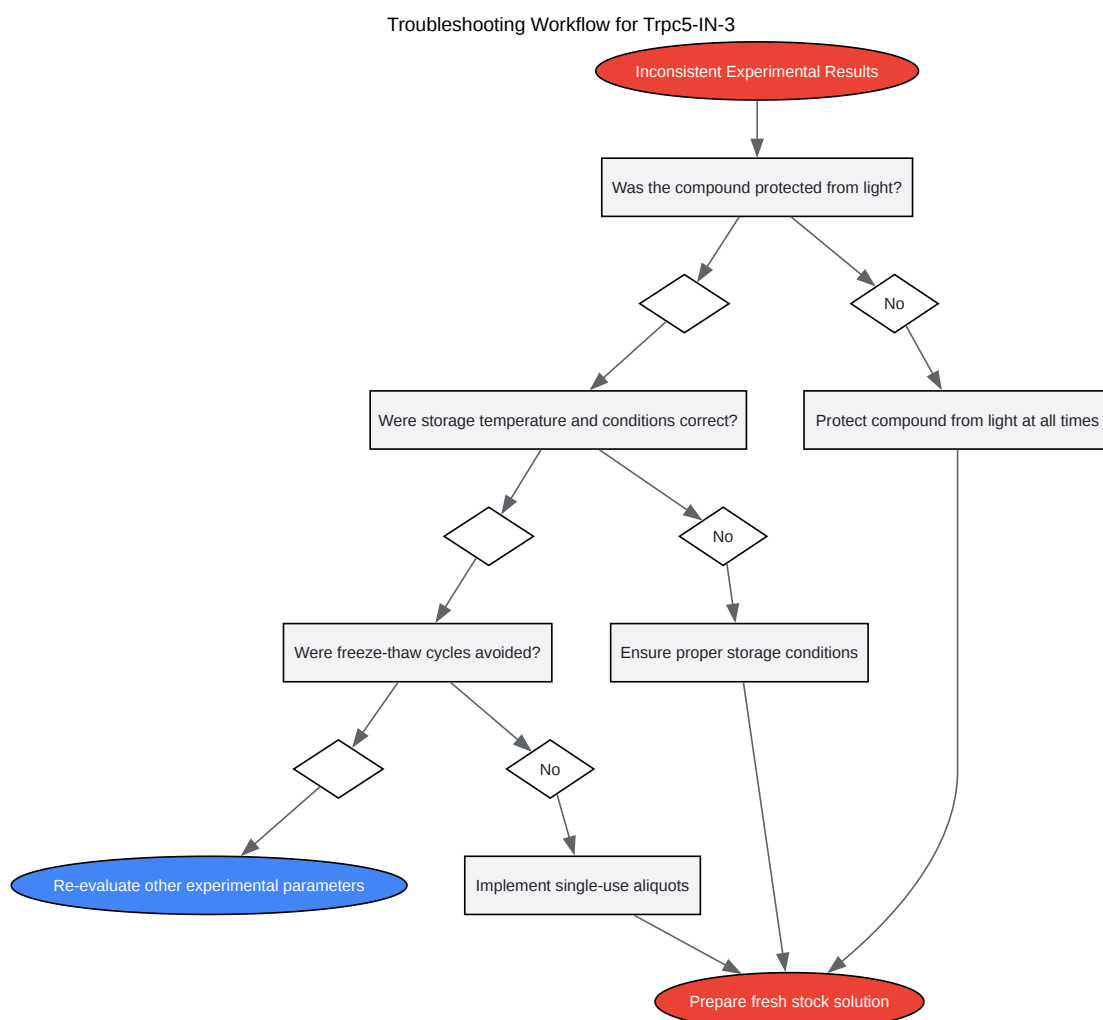 Troubleshooting Workflow for Trpc5-IN-3
Inconsistent Experimental Results
Was the compound protected from light?
No
Were storage temperature and conditions correct?
Protect compound from light at all times
No
Were freeze-thaw cycles avoided?
Ensure proper storage conditions
No
Re-evaluate other experimental parameters
Implement single-use aliquots
Prepare fresh stock solution